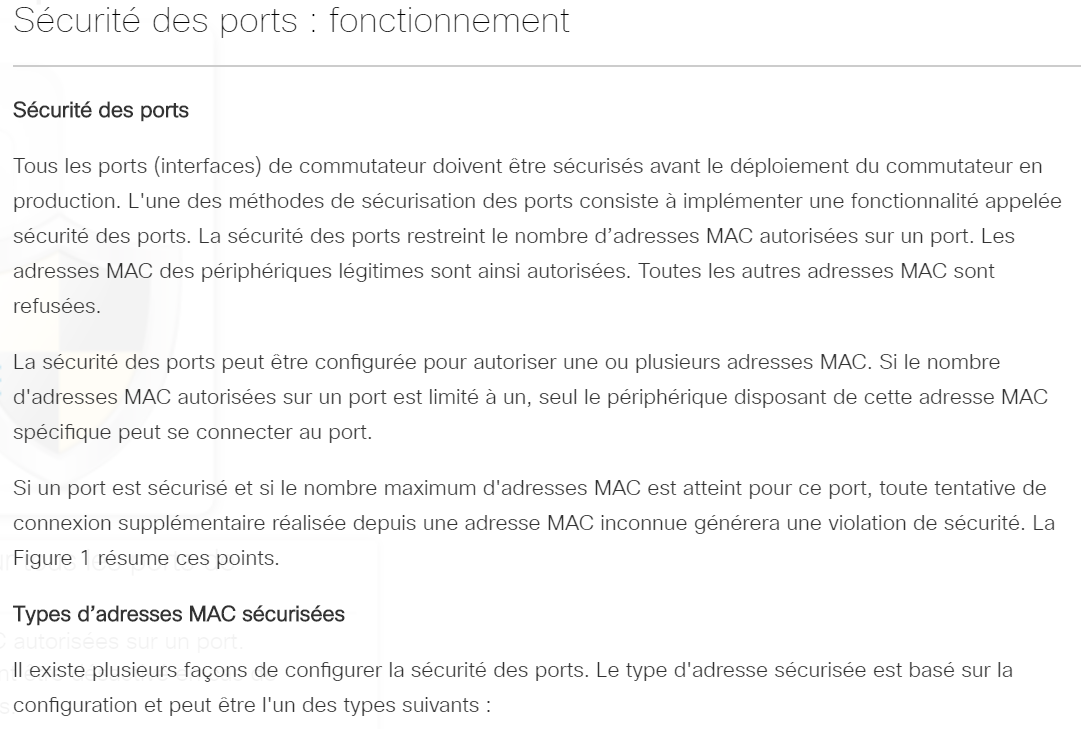 Sécurité des ports : fonctionnement
Sécurité des ports
Tous les ports (interfaces) de commutateur doivent être sécurisés avant le déploiement du commutateur en
production. L'une des méthodes de sécurisation des ports consiste à implémenter une fonctionnalité appelée
sécurité des ports. La sécurité des ports restreint le nombre d’adresses MAC autorisées sur un port. Les
adresses MAC des périphériques légitimes sont ainsi autorisées. Toutes les autres adresses MAC sont
refusées.
La sécurité des ports peut être configurée pour autoriser une ou plusieurs adresses MAC. Si le nombre
d'adresses MAC autorisées sur un port est limité à un, seul le périphérique disposant de cette adresse MAC
spécifique peut se connecter au port.
Si un port est sécurisé et si le nombre maximum d'adresses MAC est atteint pour ce port, toute tentative de
connexion supplémentaire réalisée depuis une adresse MAC inconnue générera une violation de sécurité. La
Figure 1 résume ces points.
Types d’adresses MAC sécurisées
C autorisées sur un port.
Il existe plusieurs façons de configurer la sécurité des ports. Le type d'adresse sécurisée est basé sur la
configuration et peut être l'un des types suivants :